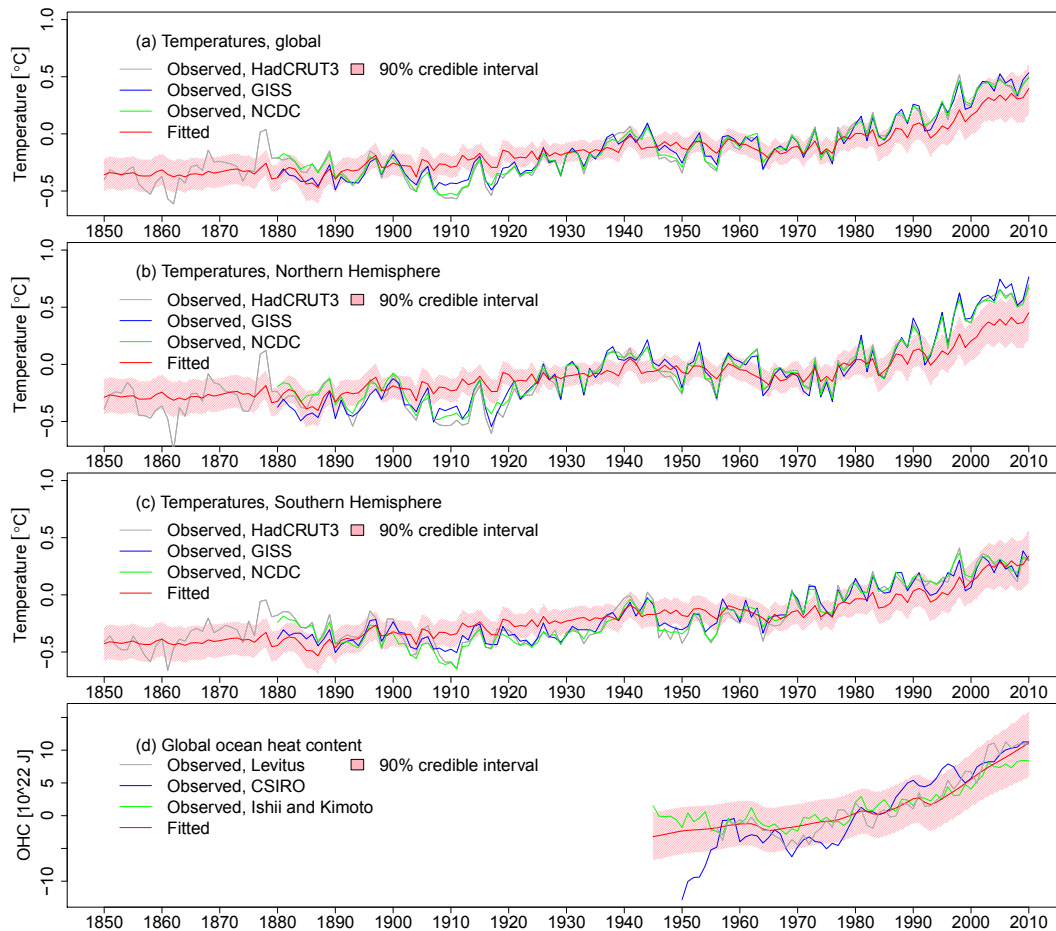 (a) Temperatures, global
Observed, HadCRUT3 90% credible interval
Observed, GISS
Observed, NCDC
Fitted
Temperature [°C]
1.0
0.5
0.0
−0.5
1850 1860 1870 1880 1890 1900 1910 1920 1930 1940 1950 1960 1970 1980 1990 2000 2010
(b) Temperatures, Northern Hemisphere
Observed, HadCRUT3 90% credible interval
Observed, GISS
Observed, NCDC
Fitted
Temperature [°C]
1.0
0.5
0.0
−0.5
1850 1860 1870 1880 1890 1900 1910 1920 1930 1940 1950 1960 1970 1980 1990 2000 2010
(c) Temperatures, Southern Hemisphere
Observed, HadCRUT3 90% credible interval
Observed, GISS
Observed, NCDC
Fitted
Temperature [°C]
1.0
0.5
0.0
−0.5
1850 1860 1870 1880 1890 1900 1910 1920 1930 1940 1950 1960 1970 1980 1990 2000 2010
(d) Global ocean heat content
Observed, Levitus 90% credible interval
Observed, CSIRO
Observed, Ishii and Kimoto
Fitted
OHC [10^22 J]
10
5
0
−10
1850 1860 1870 1880 1890 1900 1910 1920 1930 1940 1950 1960 1970 1980 1990 2000 2010